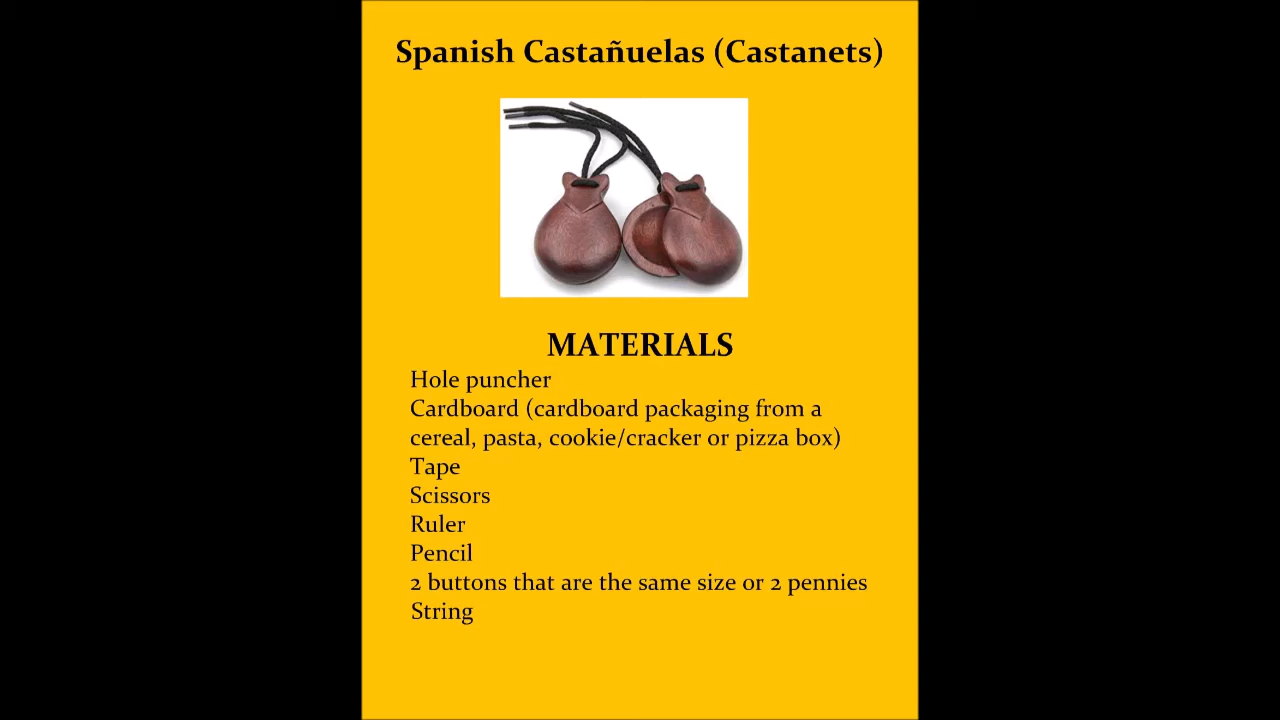 Spanish Castañuelas (Castanets)
MATERIALS
Hole puncher
Cardboard (cardboard packaging from a
cereal, pasta, cookie/cracker or pizza box)
Tape
Scissors
Ruler
Pencil
2 buttons that are the same size or 2 pennies
String